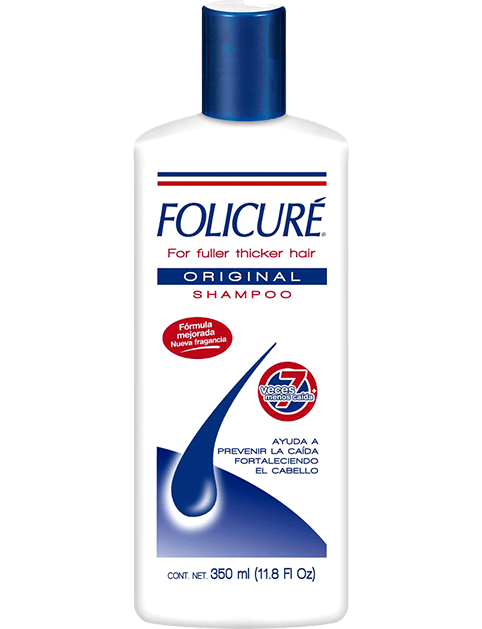 FOLICURÉ®
For fuller thicker hair
ORIGINAL
SHAMPOO
Fórmula
mejorada
Nueva fragancia
7
veces +
menos caída
AYUDA A
PREVENIR LA CAÍDA
FORTALECIENDO
EL CABELLO
CONT. NET. 350 ml (11.8 Fl Oz)